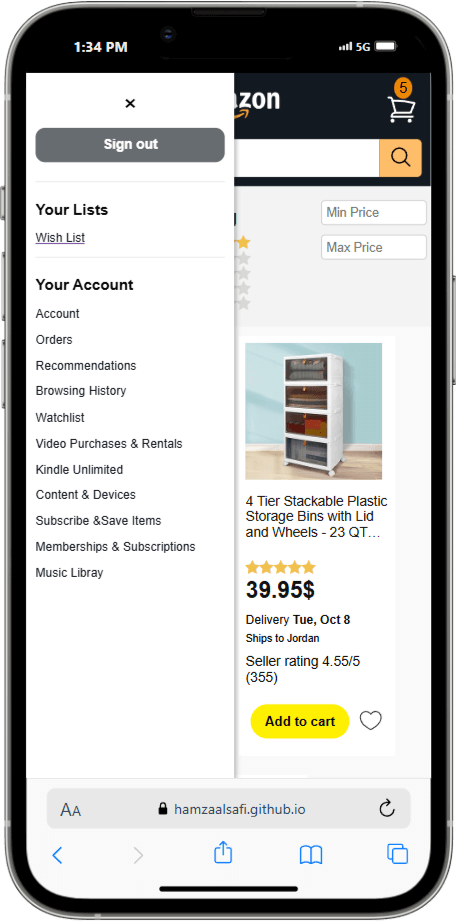 1:34 PM
5G
×
Sign out
Your Lists
Wish List
Your Account
Account
Orders
Recommendations
Browsing History
Watchlist
Video Purchases & Rentals
Kindle Unlimited
Content & Devices
Subscribe &Save Items
Memberships & Subscriptions
Music Libray
zon
5
Min Price
Max Price
4 Tier Stackable Plastic
Storage Bins with Lid
and Wheels - 23 QT…
39.95$
Delivery Tue, Oct 8
Ships to Jordan
Seller rating 4.55/5
(355)
Add to cart
AA
hamzaalsafi.github.io